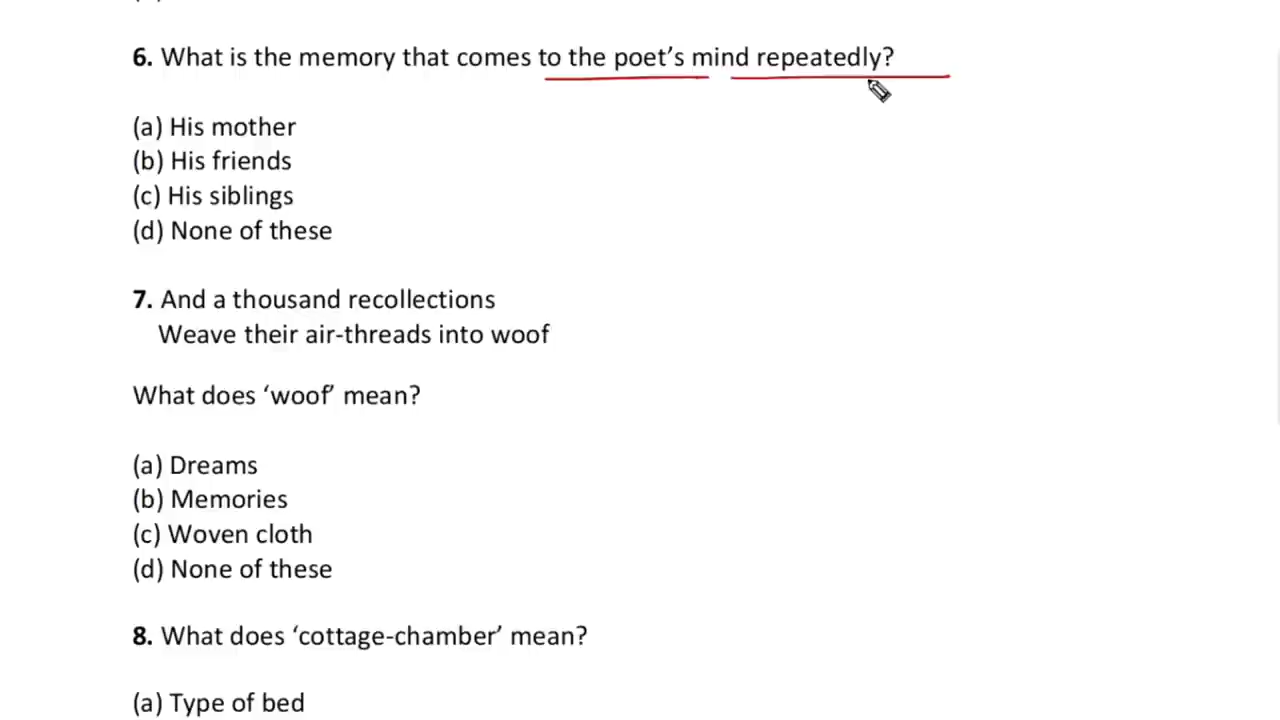 6. What is the memory that comes to the poet’s mind repeatedly?
(a) His mother
(b) His friends
(c) His siblings
(d) None of these
7. And a thousand recollections
Weave their air-threads into woof
What does ‘woof’ mean?
(a) Dreams
(b) Memories
(c) Woven cloth
(d) None of these
8. What does ‘cottage-chamber’ mean?
(a) Type of bed